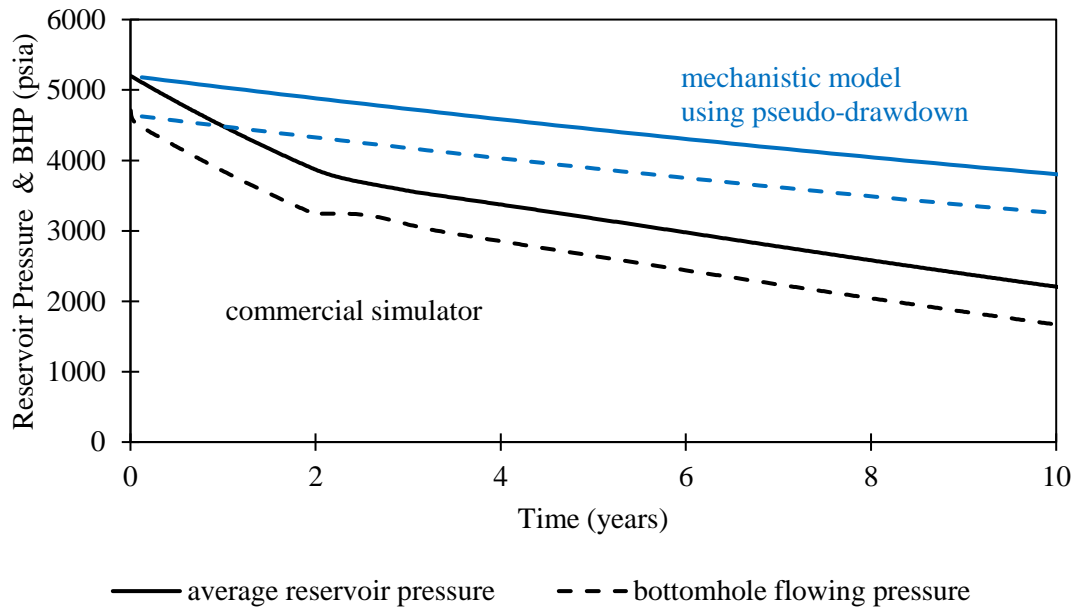 Reservoir Pressure & BHP (psia)
6000
5000
4000
3000
2000
1000
0
mechanistic model
using pseudo-drawdown
commercial simulator
0 2 4 6 8 10
Time (years)
average reservoir pressure bottomhole flowing pressure